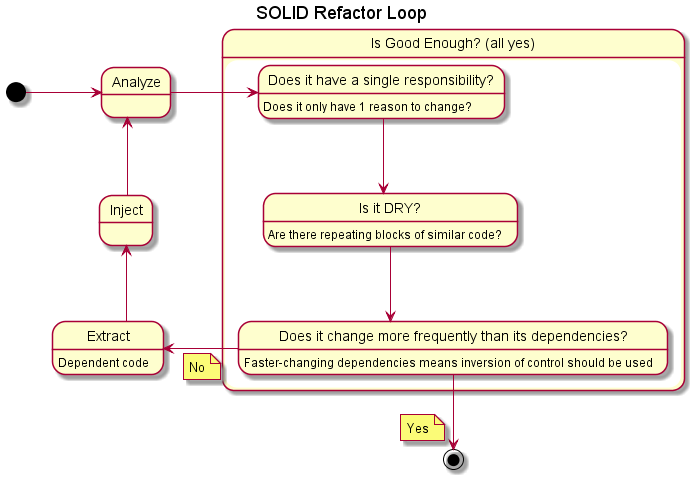 SOLID Refactor Loop
Is Good Enough? (all yes)
Analyze
Does it have a single responsibility?
Does it only have 1 reason to change?
Inject
Is it DRY?
Are there repeating blocks of similar code?
Extract
Dependent code
Does it change more frequently than its dependencies?
Faster-changing dependencies means inversion of control should be used
No
Yes